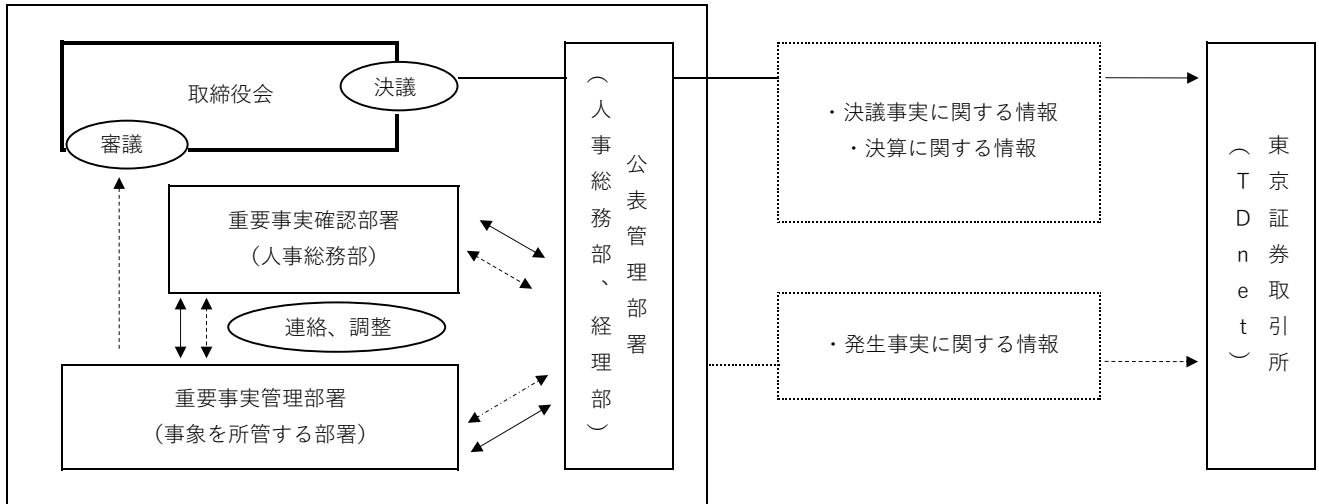 取締役会
決議
審議
重要事実確認部署
（人事総務部）
連絡、調整
重要事実管理部署
（事象を所管する部署）
公表管理部署
（人事総務部、経理部）
・決議事実に関する情報
・決算に関する情報
・発生事実に関する情報
東京証券取引所
（TDnet）